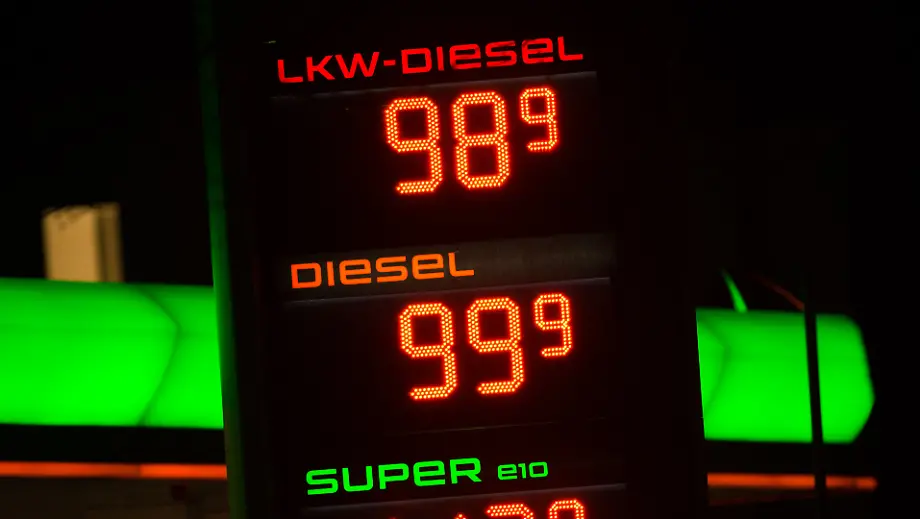 LKW-DIESEL
98⁹
DIESEL
99⁹
SUPER E10